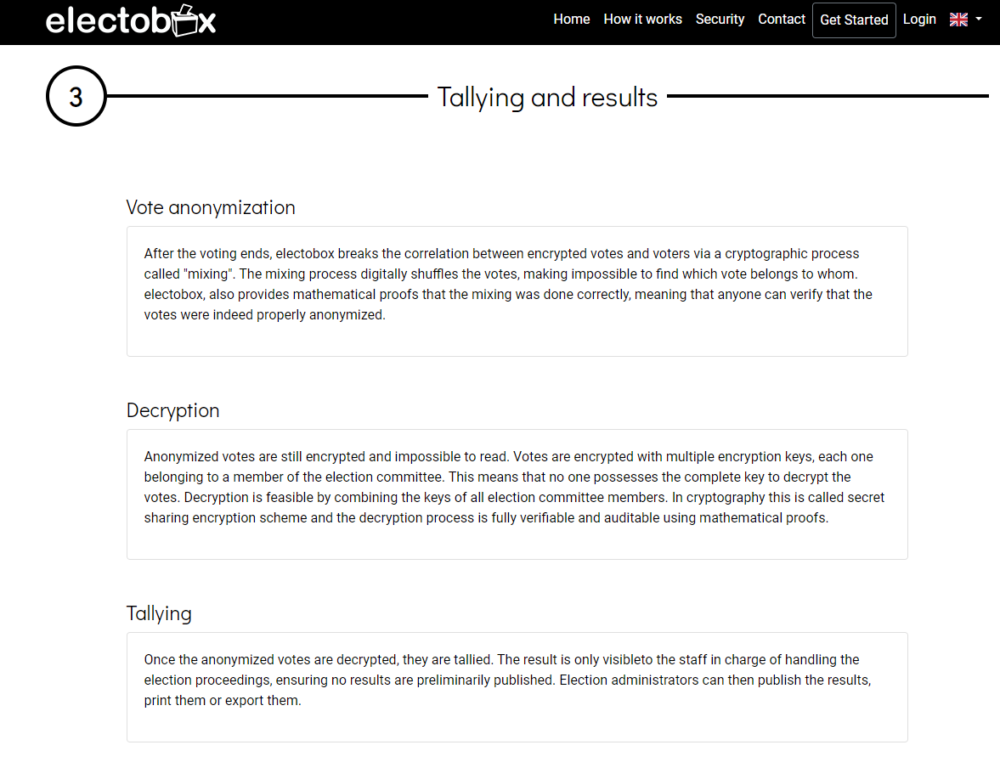 electobox
Home How it works Security Contact Get Started Login
3
Tallying and results
Vote anonymization
After the voting ends, electobox breaks the correlation between encrypted votes and voters via a cryptographic process
called "mixing". The mixing process digitally shuffles the votes, making impossible to find which vote belongs to whom.
electobox, also provides mathematical proofs that the mixing was done correctly, meaning that anyone can verify that the
votes were indeed properly anonymized.
Decryption
Anonymized votes are still encrypted and impossible to read. Votes are encrypted with multiple encryption keys, each one
belonging to a member of the election committee. This means that no one possesses the complete key to decrypt the
votes. Decryption is feasible by combining the keys of all election committee members. In cryptography this is called secret
sharing encryption scheme and the decryption process is fully verifiable and auditable using mathematical proofs.
Tallying
Once the anonymized votes are decrypted, they are tallied. The result is only visibleto the staff in charge of handling the
election proceedings, ensuring no results are preliminarily published. Election administrators can then publish the results,
print them or export them.